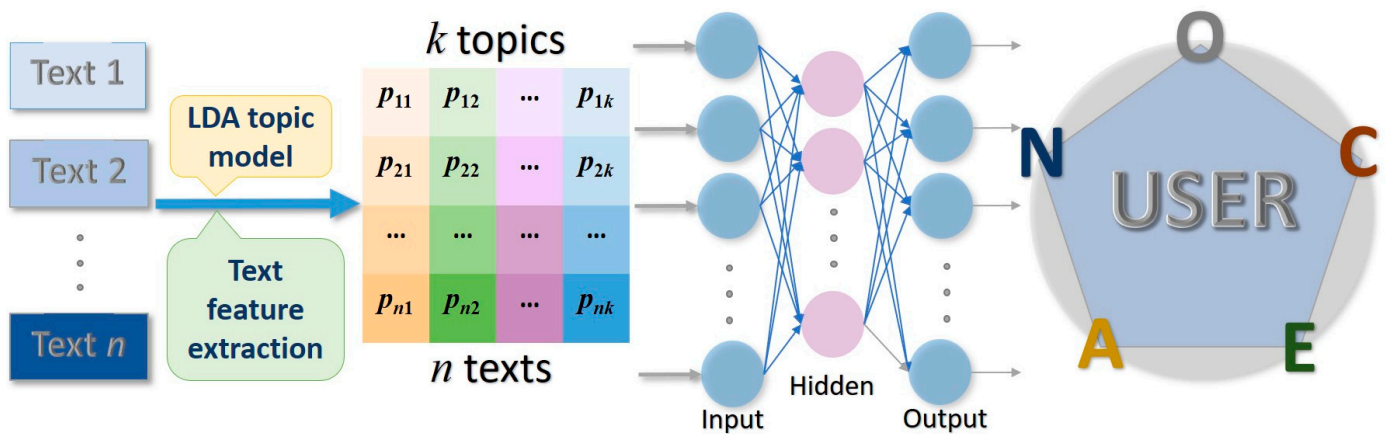 Text 1
Text 2
Text n
LDA topic
model
Text
feature
extraction
k topics
p11 p12 ... p1k
p21 p22 ... p2k
... ... ... ...
pn1 pn2 ... pnk
n texts
Input
Hidden
Output
O
N
C
USER
A
E